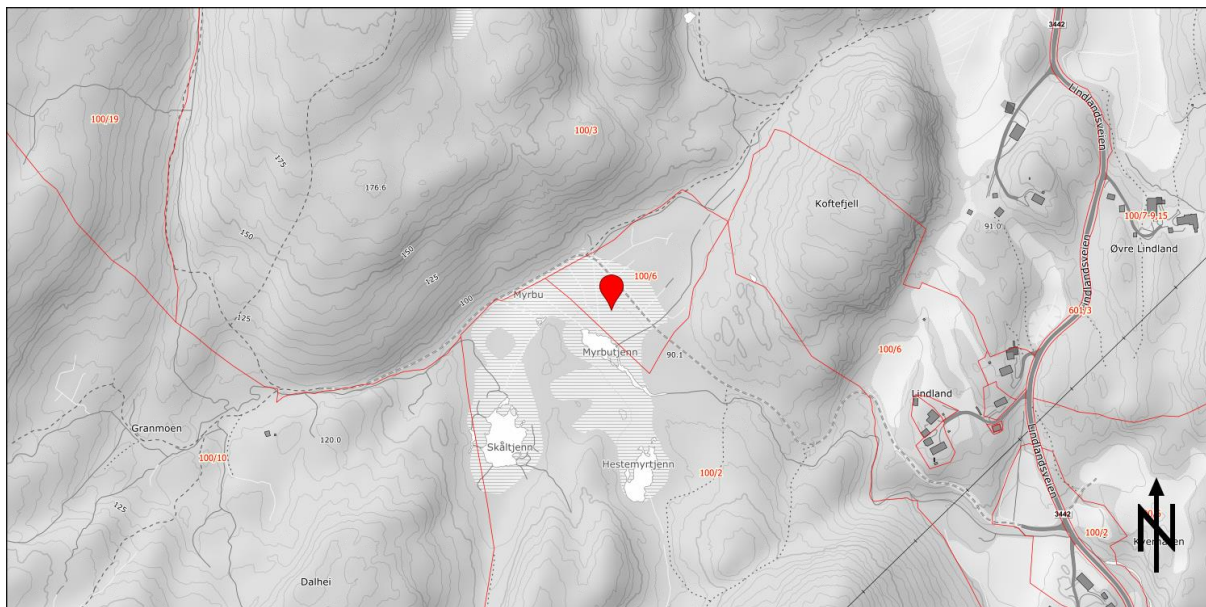 3442
Lindlandsveien
100/19
100/3
175
176.6
Koftefjell
100/7-9,15
91.0
Øvre Lindland
150
150
125
100/6
Myrbu
100
Lindlandsveien
601/3
125
Myrbutjenn
90.1
100/6
Lindland
Granmoen
120.0
100/10
Skåltjenn
Hestemyrtjenn
100/2
Lindlandsveien
125
3442
100/2
N
Dalhei